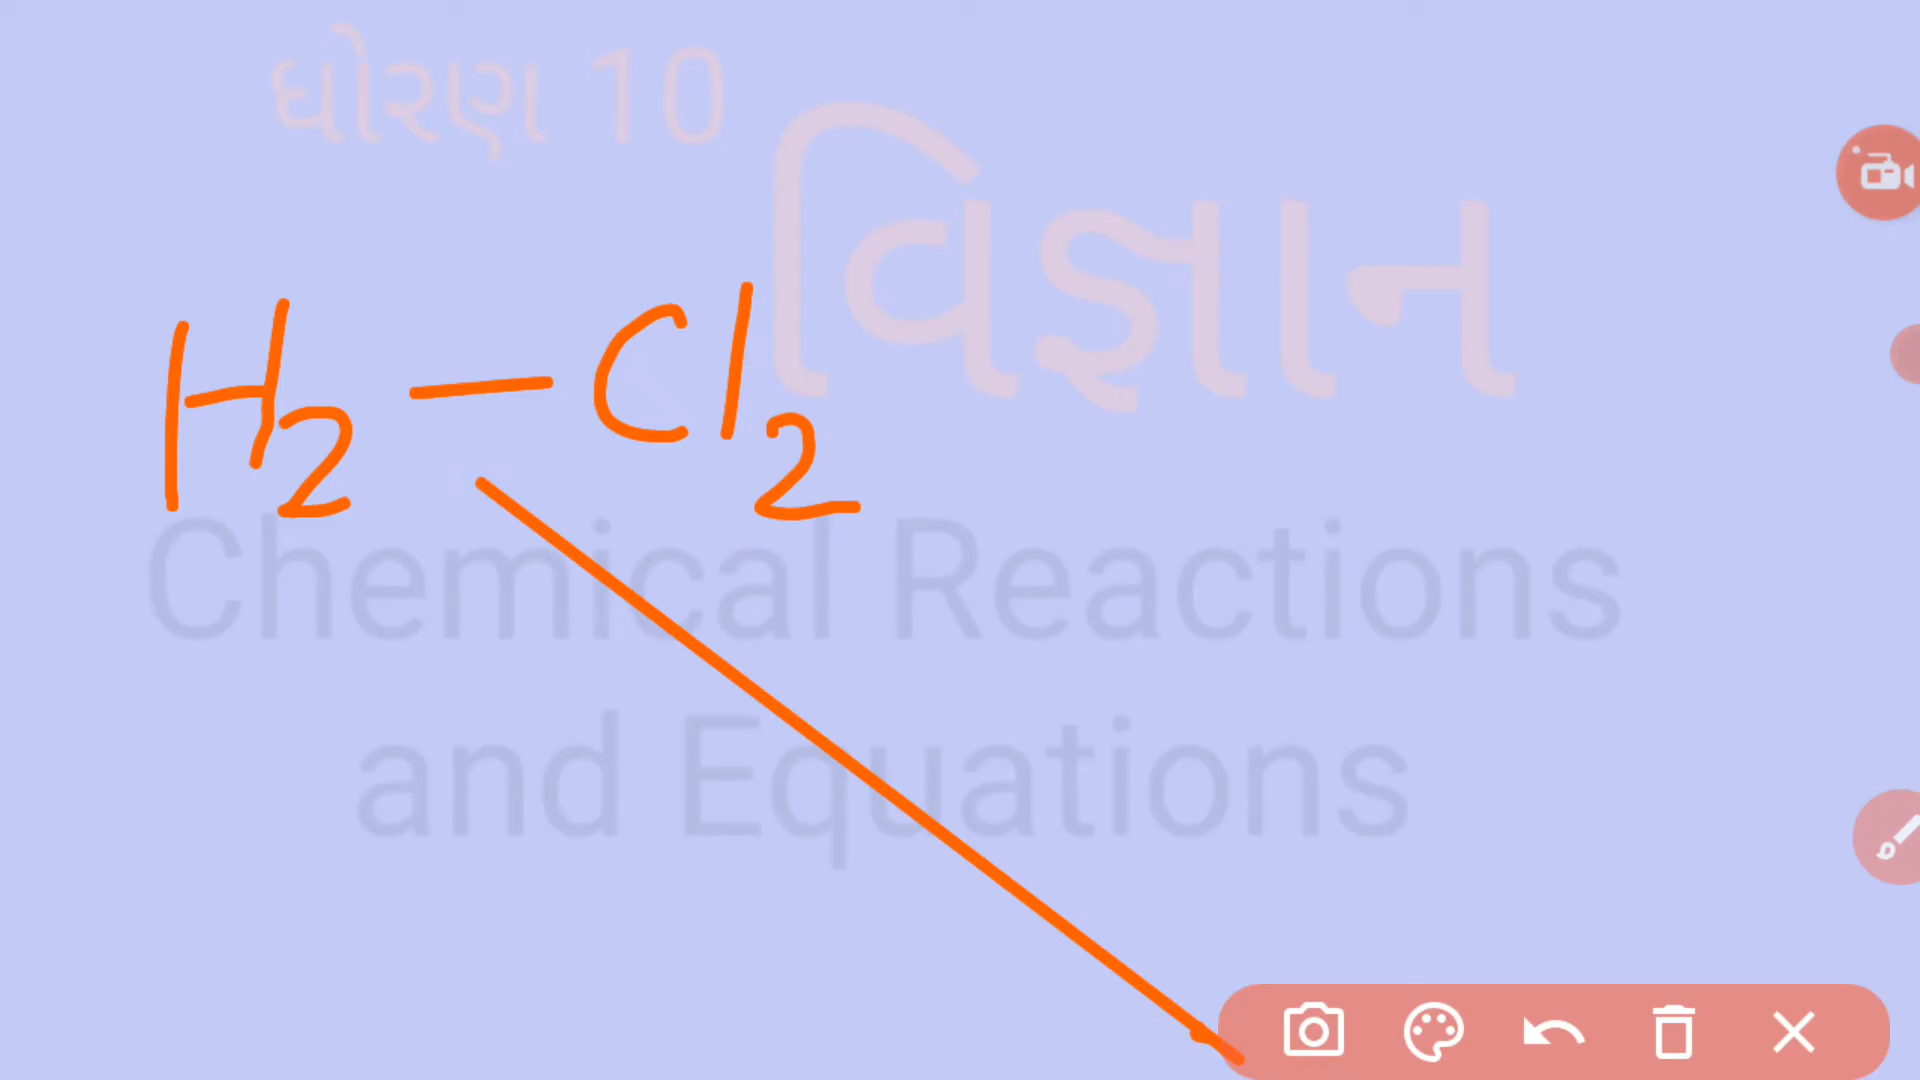 ધોરણ 10
વિજ્ઞાન
H₂ — Cl₂
Chemical Reactions
and Equations